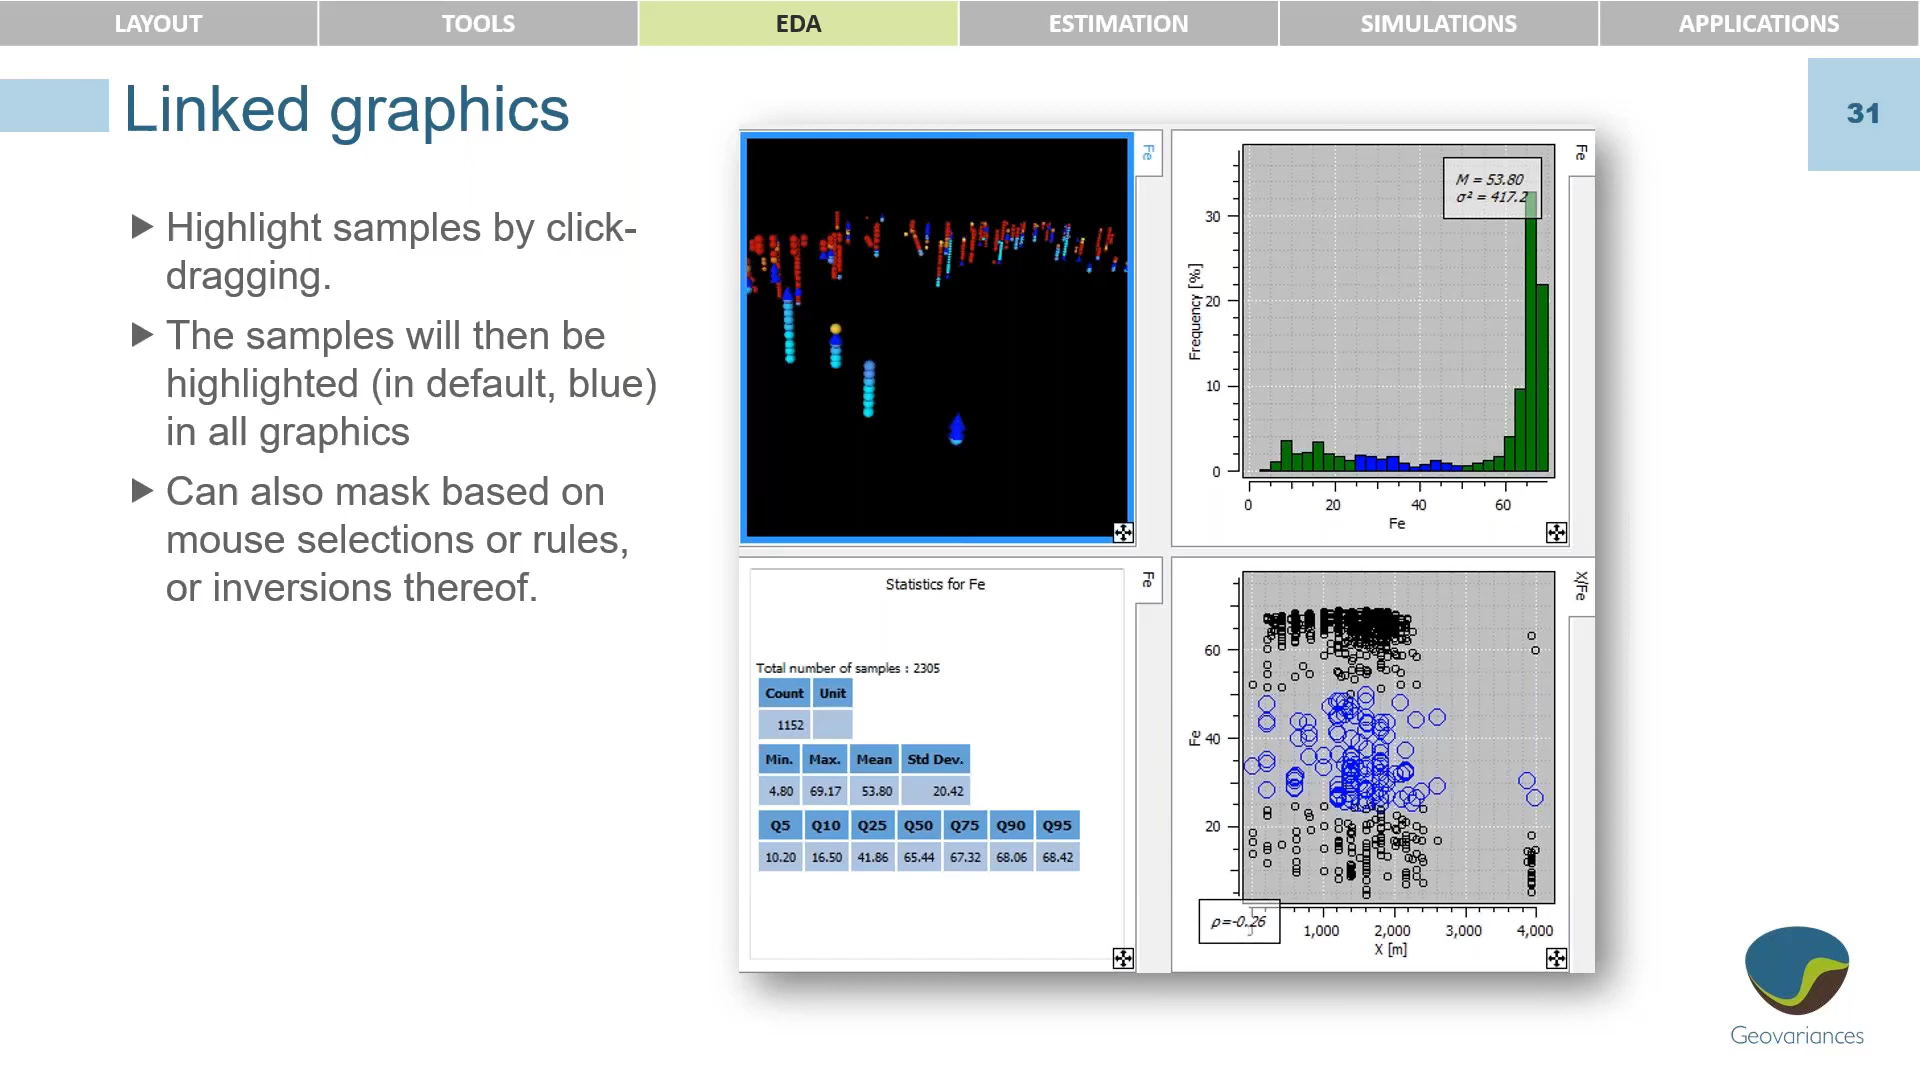 LAYOUT TOOLS EDA ESTIMATION SIMULATIONS APPLICATIONS
Linked graphics
31
▶ Highlight samples by click-
dragging.
▶ The samples will then be
highlighted (in default, blue)
in all graphics
▶ Can also mask based on
mouse selections or rules,
or inversions thereof.
Fe
Fe
M = 53.80
σ² = 417.2
Frequency [%]
30
20
10
0
0 20 40 60
Fe
Fe
Statistics for Fe
Total number of samples : 2305
Count Unit
1152
Min. Max. Mean Std Dev.
4.80 69.17 53.80 20.42
Q5 Q10 Q25 Q50 Q75 Q90 Q95
10.20 16.50 41.86 65.44 67.32 68.06 68.42
X/Fe
Fe
60
40
20
ρ=-0.26
1,000 2,000 3,000 4,000
X [m]
Geovariances